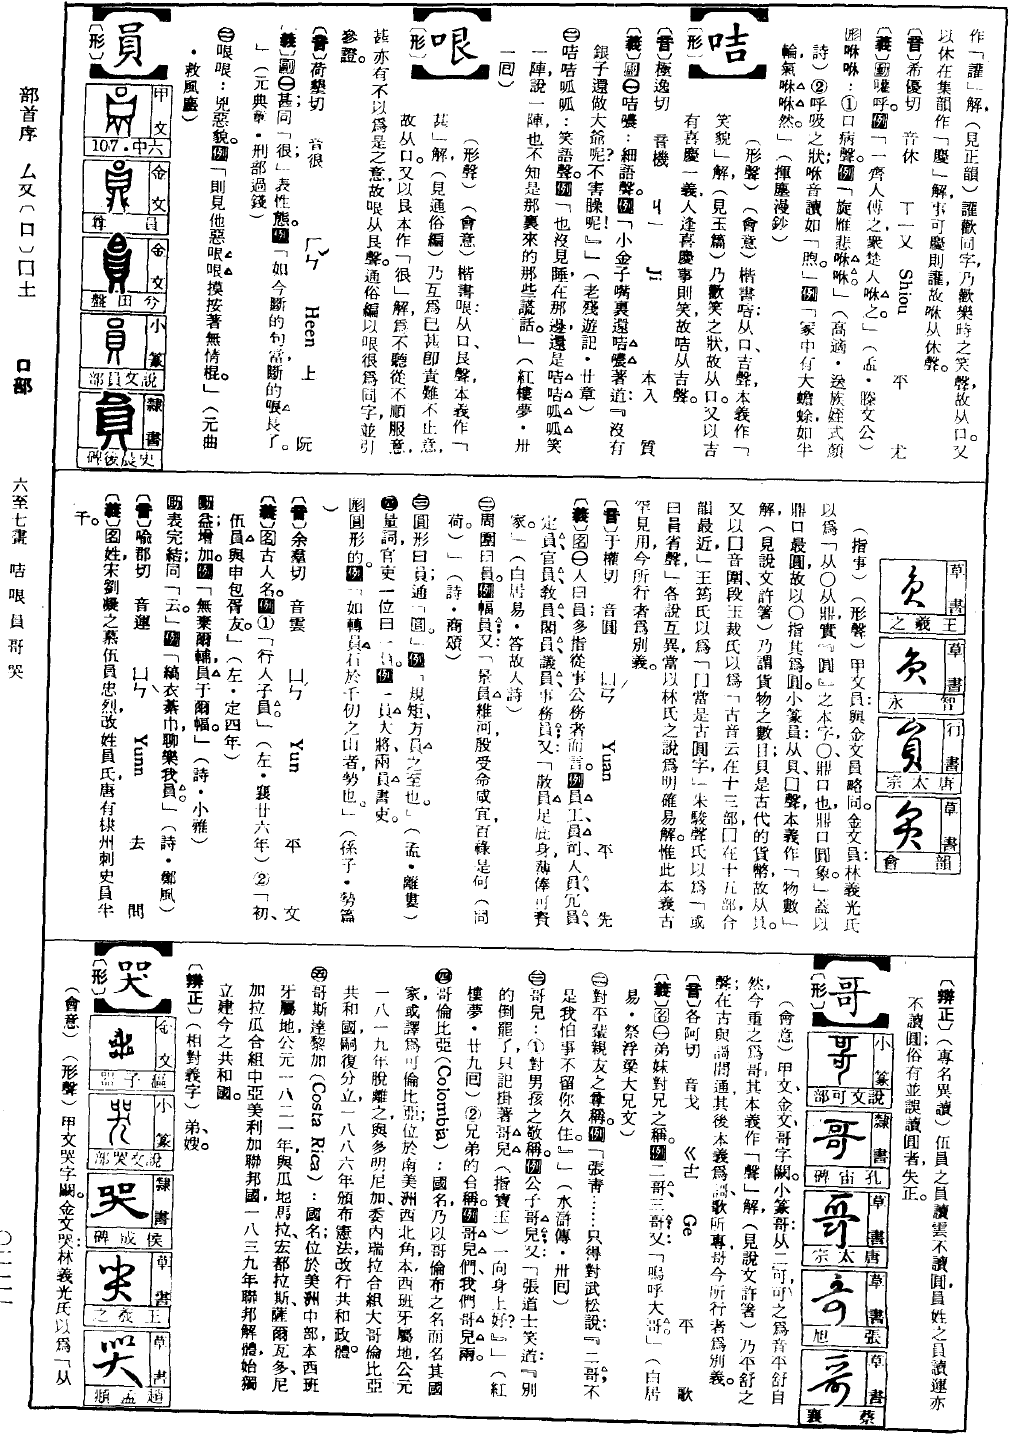 作「讙」解，（見正韻）讙歡同字，乃歡樂時之笑聲，故从口。又
以休在集韻作「慶」解，事可慶則讙，故咻从休聲。
〔音〕希優切　音休　ㄒㄧㄡ　Shiou　平　尤
〔義〕動嚾呼。例「一齊人傅之，衆楚人咻之。」（孟・滕文公）
形咻咻：①口病聲。例「旋雁悲咻咻。」（高適・送族姪式顏
詩）②呼吸之狀，咻音讀如「煦」。例「家中有大蟾蜍如半
輪，氣咻咻然。」（揮麈漫鈔）
咭
〔形〕
（形聲）（會意）楷書咭：从口、吉聲，本義作「
笑貌」解（見玉篇），乃歡笑之狀，故从口。又以吉
有喜慶一義，人逢喜慶事則笑，故咭从吉聲。
〔音〕極逸切　音機　ㄐㄧ　Ji　本入　質
〔義〕副㊀咭噥：細語聲。例「小金子嘴裏還咭噥著道：『沒有
銀子，還做大爺呢？不害臊呢！』」（老殘遊記・廿章）
㊁咭咭呱呱：笑語聲。例「也沒見睡在那邊，還是咭咭呱呱，笑
一陣，說一陣，也不知是那裏來的那些謊話。」（紅樓夢・卅
一囘）
哏
〔形〕
（形聲）（會意）楷書哏：从口、艮聲，本義作「
甚」解（見通俗編），乃互爲已甚卽責難不止意，
故从口。又以艮本作「很」解，爲不聽從、不順服意，
甚亦有不以爲是之意，故哏从艮聲。通俗編以哏很爲同字，並引
參證。
〔音〕荷墾切　音很　ㄏㄣˇ　Heen　上　阮
〔義〕副㊀甚；同「很」；表性態。例「如今斷的句當，斷的哏長了。
」（元典章・刑部過錢）
㊁哏哏：兇惡貌。例「則見他惡哏哏，摸按著無情棍。」（元曲
・救風塵）
員
〔形〕
甲文
107・中六
金文
員尊
金文
兮田盤
小篆
說文員部
隸書
史晨後碑
草書
王羲之
草書
智永
行書
唐太宗
草書
韻會
（指事）（形聲）甲文員與金文員略同。金文員：林義光氏
以爲「从〇从鼎，實『圓』之本字，〇，鼎口也，鼎口圓象。」蓋以
鼎口最圓，故以〇指其爲圓。小篆員：从貝、囗聲，本義作「物數」
解（見說文許箸），乃謂貨物之數目，貝是古代的貨幣，故从貝。
又以囗音圍，段玉裁氏以爲「古音云在十三部，囗在十五部，合
韻最近」；王筠氏以爲「囗當是古圓字」；朱駿聲氏以爲「或
曰肙省聲」；各說互異，當以林氏之說爲明確易解。惟此本義古
罕見用，今所行者爲別義。
〔音〕于權切　音圓　ㄩㄢˊ　Yuan　平　先
〔義〕名㊀人曰員；多指從事公務者而言。例員工、員司、人員、冗員、
定員、官員、教員、閣員、議員、事務員；又：「散員足庇身，薄俸可資
家。」（白居易・答故人詩）
㊁周圍曰員。例幅員；又：「景員維河，殷受命咸宜，百祿是何（同
荷）。」（詩・商頌）
㊂圓形曰員；通「圓」。例「規矩，方員之至也。」（孟・離婁）
㊃量詞，官吏一位曰一員。例一員大將、兩員書吏。
形圓形的。例「如轉員石於千仞之山者，勢也。」（孫子・勢篇
）
〔音〕余羣切　音雲　ㄩㄣˊ　Yun　平　文
〔義〕名古人名。例①「行人子員。」（左・襄廿六年）②「初，
伍員與申包胥友。」（左・定四年）
動益；增加。例「無棄爾輔，員于爾幅。」（詩・小雅）
助表完結；同「云」。例「縞衣綦巾，聊樂我員。」（詩・鄭風）
〔音〕喩郡切　音運　ㄩㄣˋ　Yunn　去　問
〔義〕名姓，宋劉凝之慕伍員忠烈，改姓員氏，唐有棣州刺史員半
千。
〔辨正〕（專名異讀）伍員之員讀雲，不讀圓；員姓之員讀運，亦
不讀圓；俗有並誤讀圓者，失正。
哥
〔形〕
小篆
說文可部
隸書
孔宙碑
草書
唐太宗
草書
張旭
草書
蔡襄
（會意）甲文、金文哥字闕。小篆哥：从二可，可之爲音平舒，自
然，今重之爲哥，其本義作「聲」解（見說文許箸），乃平舒之
聲；在古與謌同通，其後本義爲謌、歌所專，哥今所行者爲別義。
〔音〕各阿切　音戈　ㄍㄜ　Ge　平　歌
〔義〕名㊀弟妹對兄之稱。例二哥、三哥；又：「嗚呼大哥。」（白居
易・祭浮梁大兄文）
㊁對平輩親友之尊稱。例「張靑……只得對武松說：『二哥，不
是我怕事不留你久住。』」（水滸傳・卅回）
㊂哥兒：①對男孩之敬稱。例公子哥兒；又：「張道士笑道：『別
的倒罷了，只記掛著哥兒（指寶玉）一向身上好？』」（紅
樓夢・廿九回）②兄弟的合稱。例哥兒們、我們哥兒兩。
㊃哥倫比亞（Colombia）：國名，乃以哥倫布之名而名其國
家，或譯爲可倫比亞，位於南美洲西北角，本西班牙屬地，公元
一八一九年脫離之與多明尼加、委內瑞拉合組大哥倫比亞
共和國；嗣復分立，一八八六年頒布憲法，改行共和政體。
㊄哥斯達黎加（Costa Rica）：國名，位於美洲中部，本西班
牙屬地，公元一八二一年與瓜地馬拉、宏都拉斯、薩爾瓦多、尼
加拉瓜合組中亞美利加聯邦國，一八三九年聯邦解體，始獨
立建今之共和國。
〔辨正〕（相對義字）弟、嫂。
哭
〔形〕
金文
區子器
小篆
說文哭部
隸書
侯成碑
草書
王羲之
草書
趙孟頫
（會意）（形聲）甲文哭字闕。金文哭：林義光氏以爲「从
部首序　厶又〔口〕囗土　口部　六至七畫　咭哏員哥哭　〇二二一